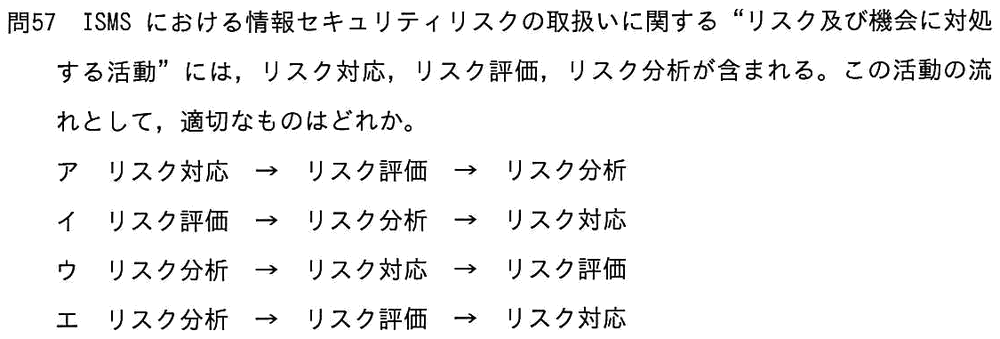 問57 ISMS における情報セキュリティリスクの取扱いに関する“リスク及び機会に対処
する活動”には，リスク対応，リスク評価，リスク分析が含まれる。この活動の流
れとして，適切なものはどれか。
ア リスク対応 → リスク評価 → リスク分析
イ リスク評価 → リスク分析 → リスク対応
ウ リスク分析 → リスク対応 → リスク評価
エ リスク分析 → リスク評価 → リスク対応